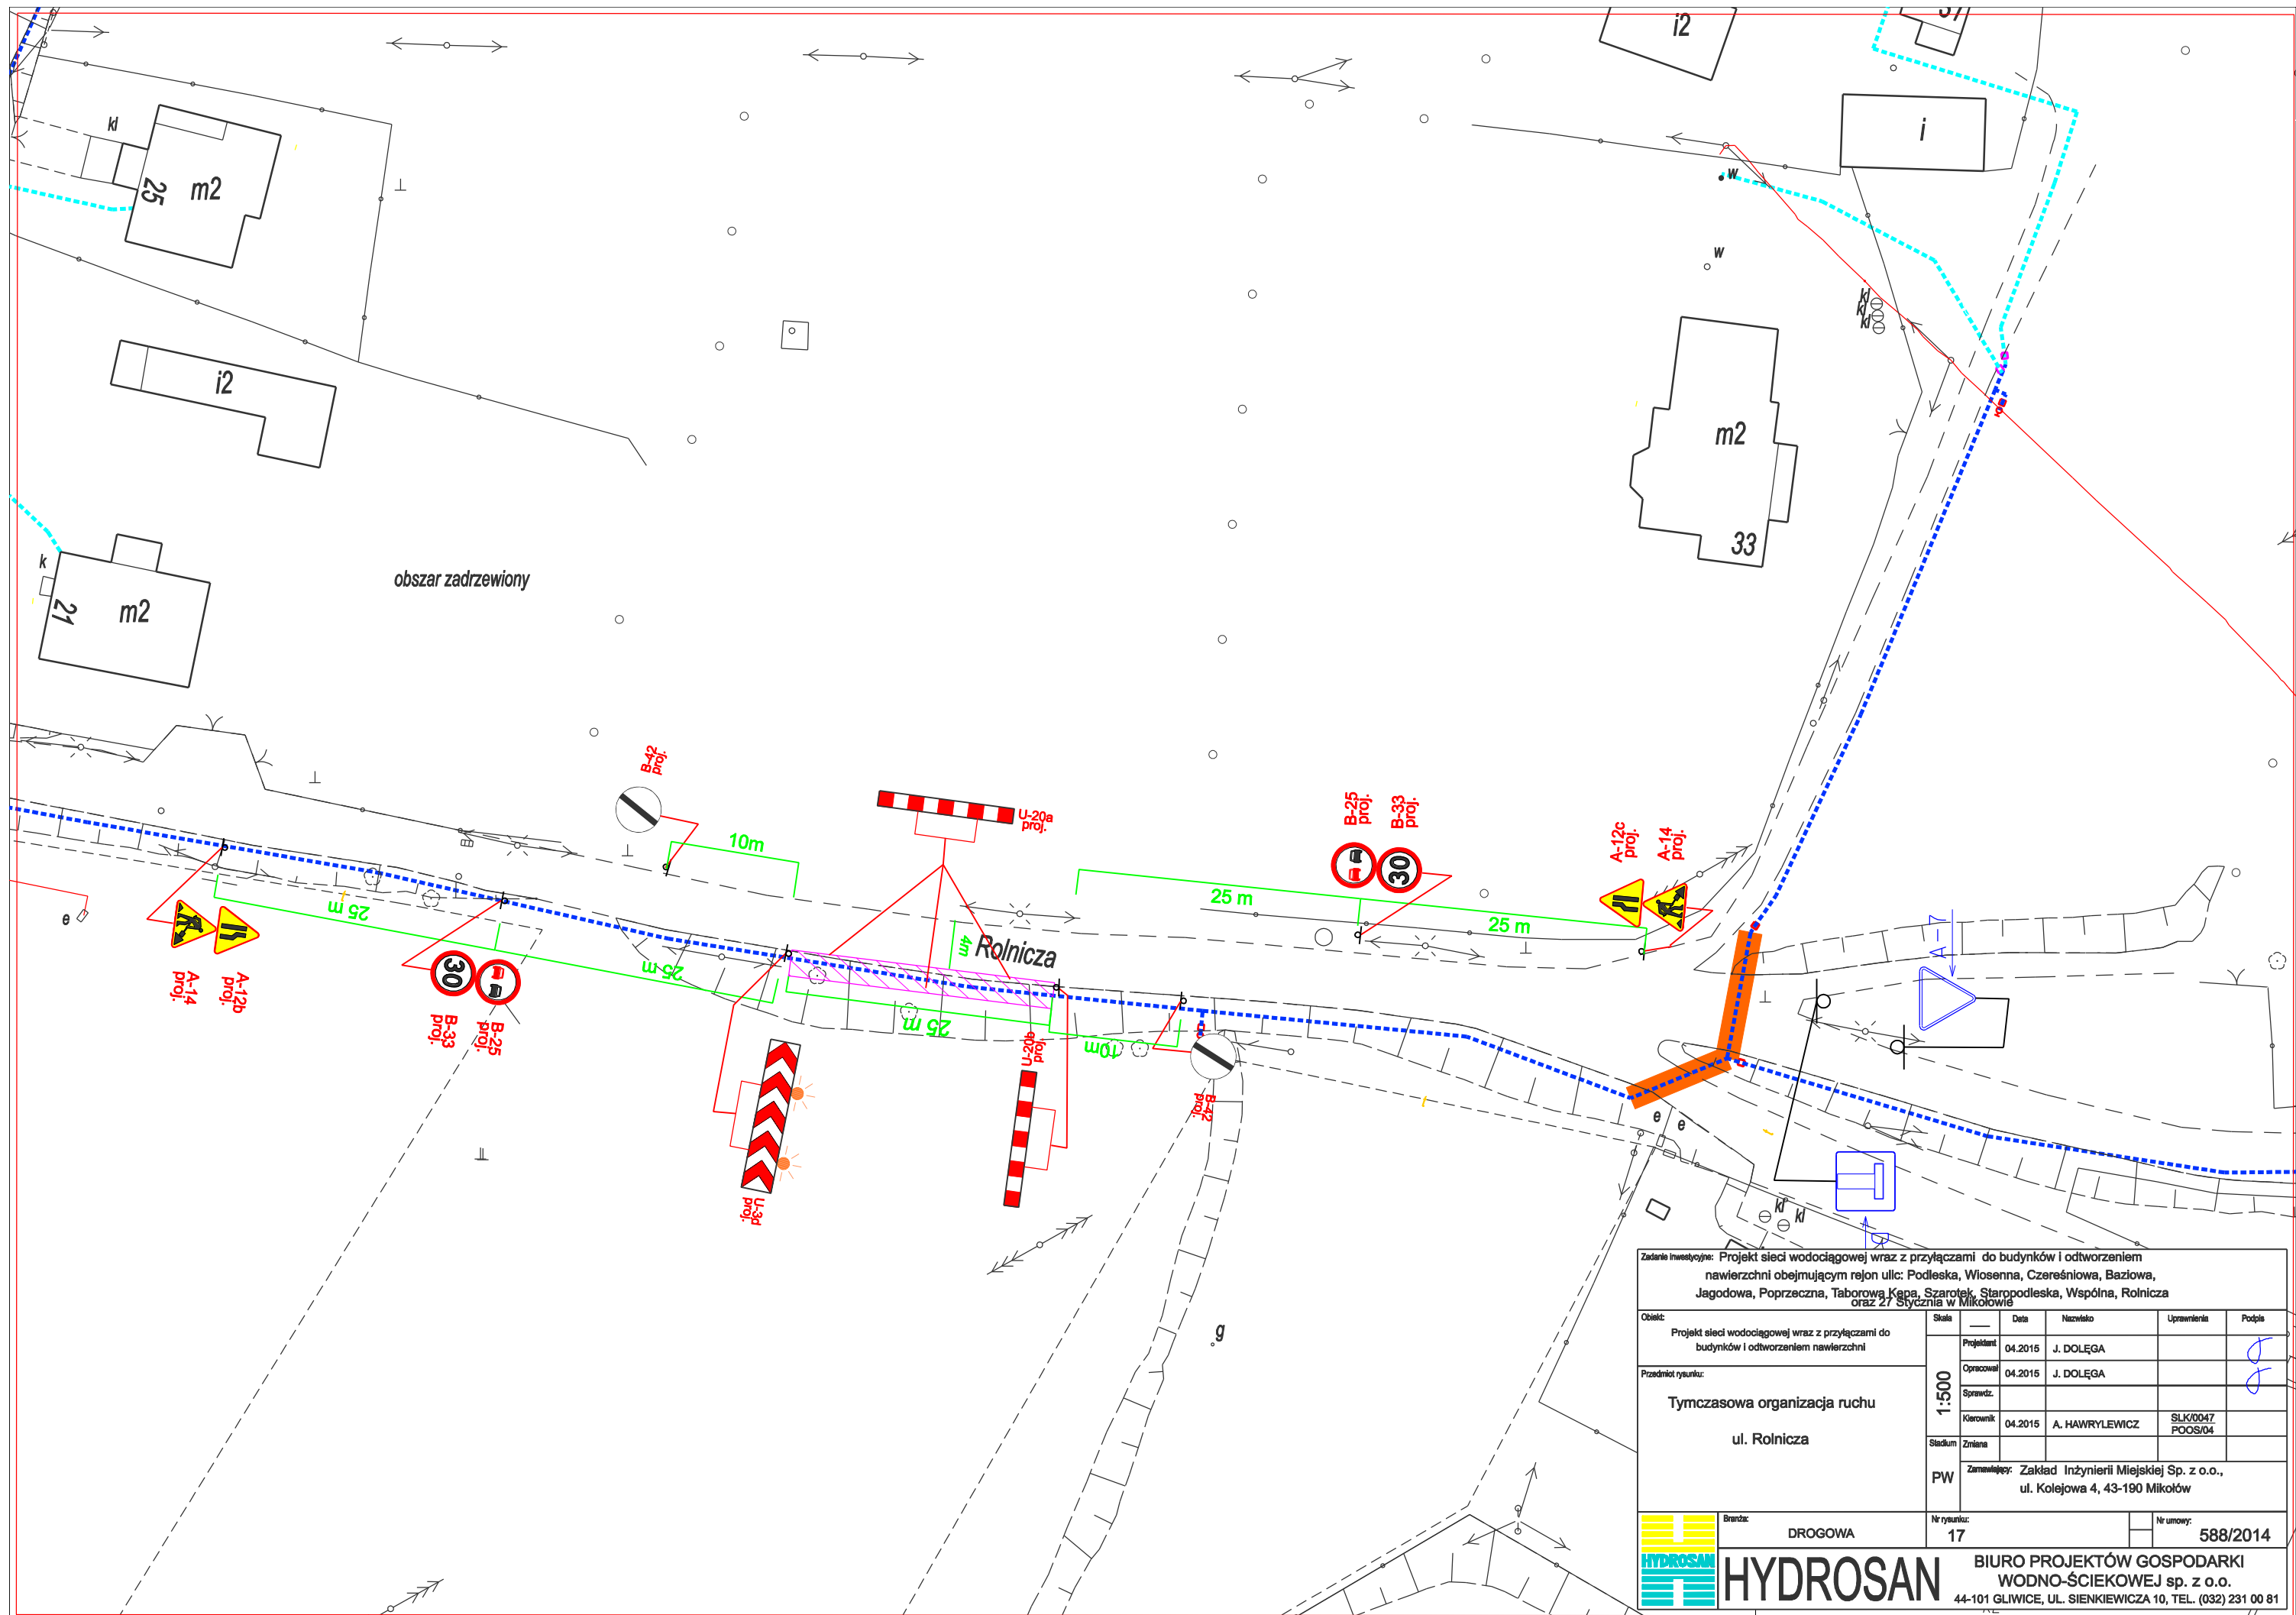 i2
37
kl
25
m2
i
w
w
kl
kl
kl
i2
m2
33
k
21
m2
obszar zadrzewiony
B-42
proj.
10m
U-20a
proj.
B-25
proj.
B-33
proj.
A-12c
proj.
A-14
proj.
30
25 m
25 m
25 m
4m
Rolnicza
e
A-14
proj.
A-12b
proj.
30
B-33
proj.
B-25
proj.
25 m
25 m
10m
U-20b
proj.
B-42
proj.
U-3d
proj.
A-7
e
e
kl
kl
g
Zadanie inwestycyjne: Projekt sieci wodociągowej wraz z przyłączami do budynków i odtworzeniem
nawierzchni obejmującym rejon ulic: Podleska, Wiosenna, Czereśniowa, Baziowa,
Jagodowa, Poprzeczna, Taborowa Kępa, Szarotek, Staropodleska, Wspólna, Rolnicza
oraz 27 Stycznia w Mikołowie
Obiekt:
Projekt sieci wodociągowej wraz z przyłączami do
budynków i odtworzeniem nawierzchni
Skala
Data
Nazwisko
Uprawnienia
Podpis
1:500
Projektant 04.2015 J. DOLĘGA
Opracował 04.2015 J. DOLĘGA
Sprawdz.
Kierownik 04.2015 A. HAWRYLEWICZ SLK/0047
POOS/04
Przedmiot rysunku:
Tymczasowa organizacja ruchu
ul. Rolnicza
Stadium
Zmiana
PW
Zamawiający: Zakład Inżynierii Miejskiej Sp. z o.o.,
ul. Kolejowa 4, 43-190 Mikołów
Branża:
DROGOWA
Nr rysunku:
17
Nr umowy:
588/2014
HYDROSAN
HYDROSAN
BIURO PROJEKTÓW GOSPODARKI
WODNO-ŚCIEKOWEJ sp. z o.o.
44-101 GLIWICE, UL. SIENKIEWICZA 10, TEL. (032) 231 00 81